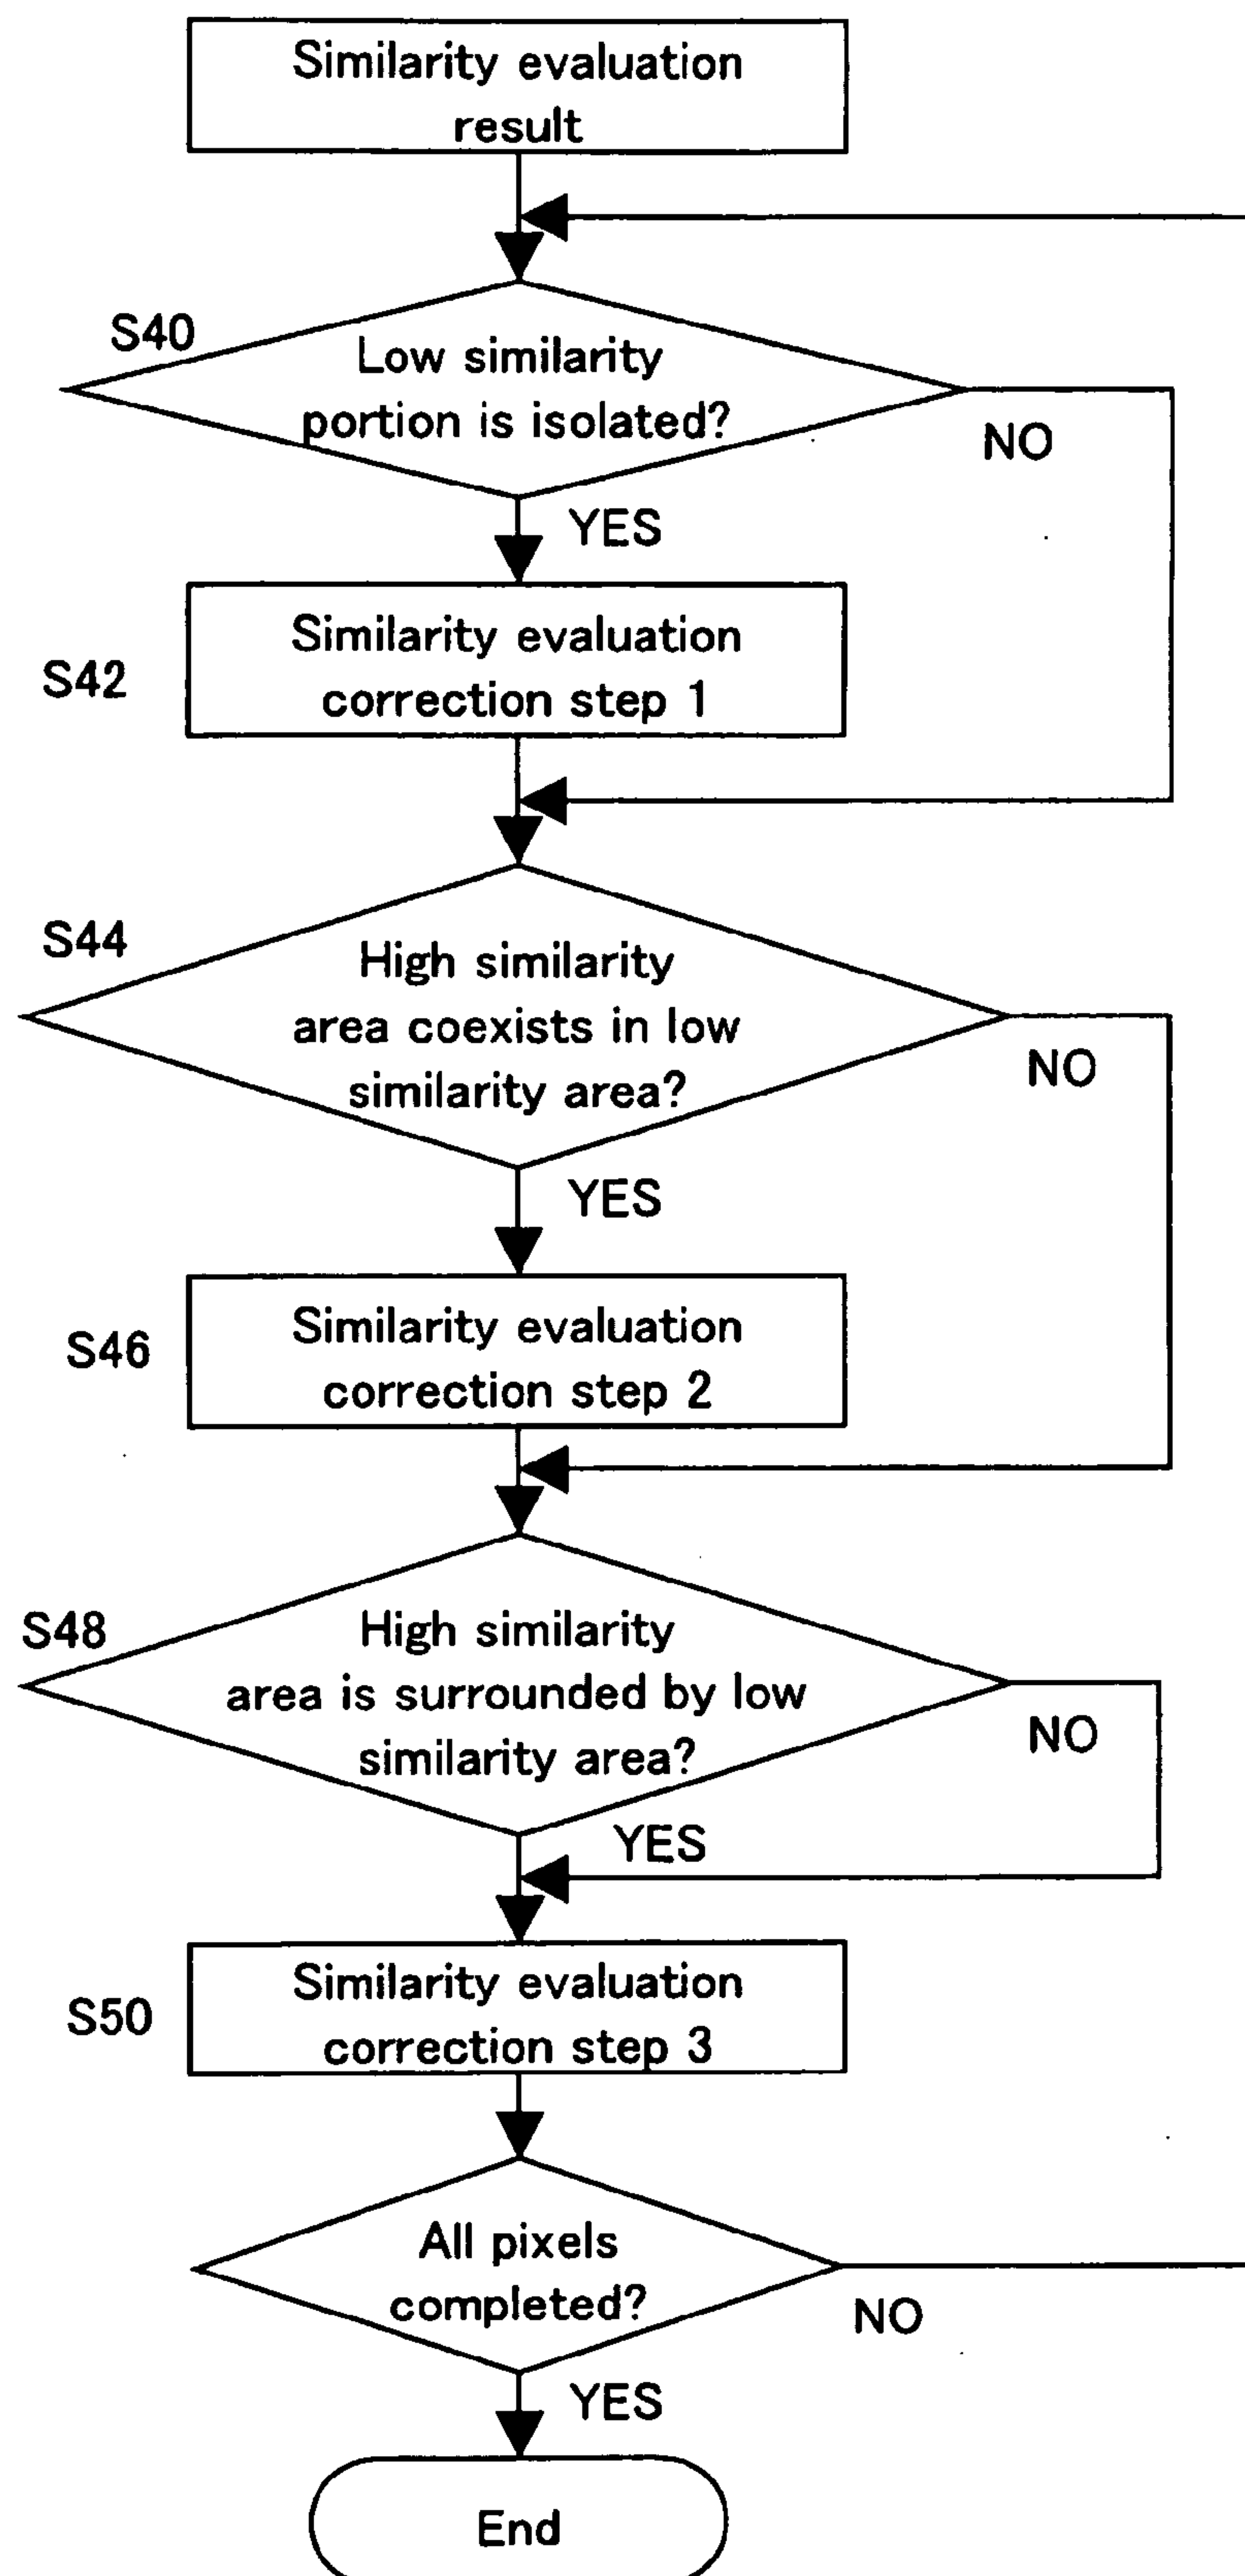 Similarity evaluation
result
S40
Low similarity
portion is isolated?
NO
YES
S42
Similarity evaluation
correction step 1
S44
High similarity
area coexists in low
similarity area?
NO
YES
S46
Similarity evaluation
correction step 2
S48
High similarity
area is surrounded by low
similarity area?
NO
YES
S50
Similarity evaluation
correction step 3
All pixels
completed?
NO
YES
End